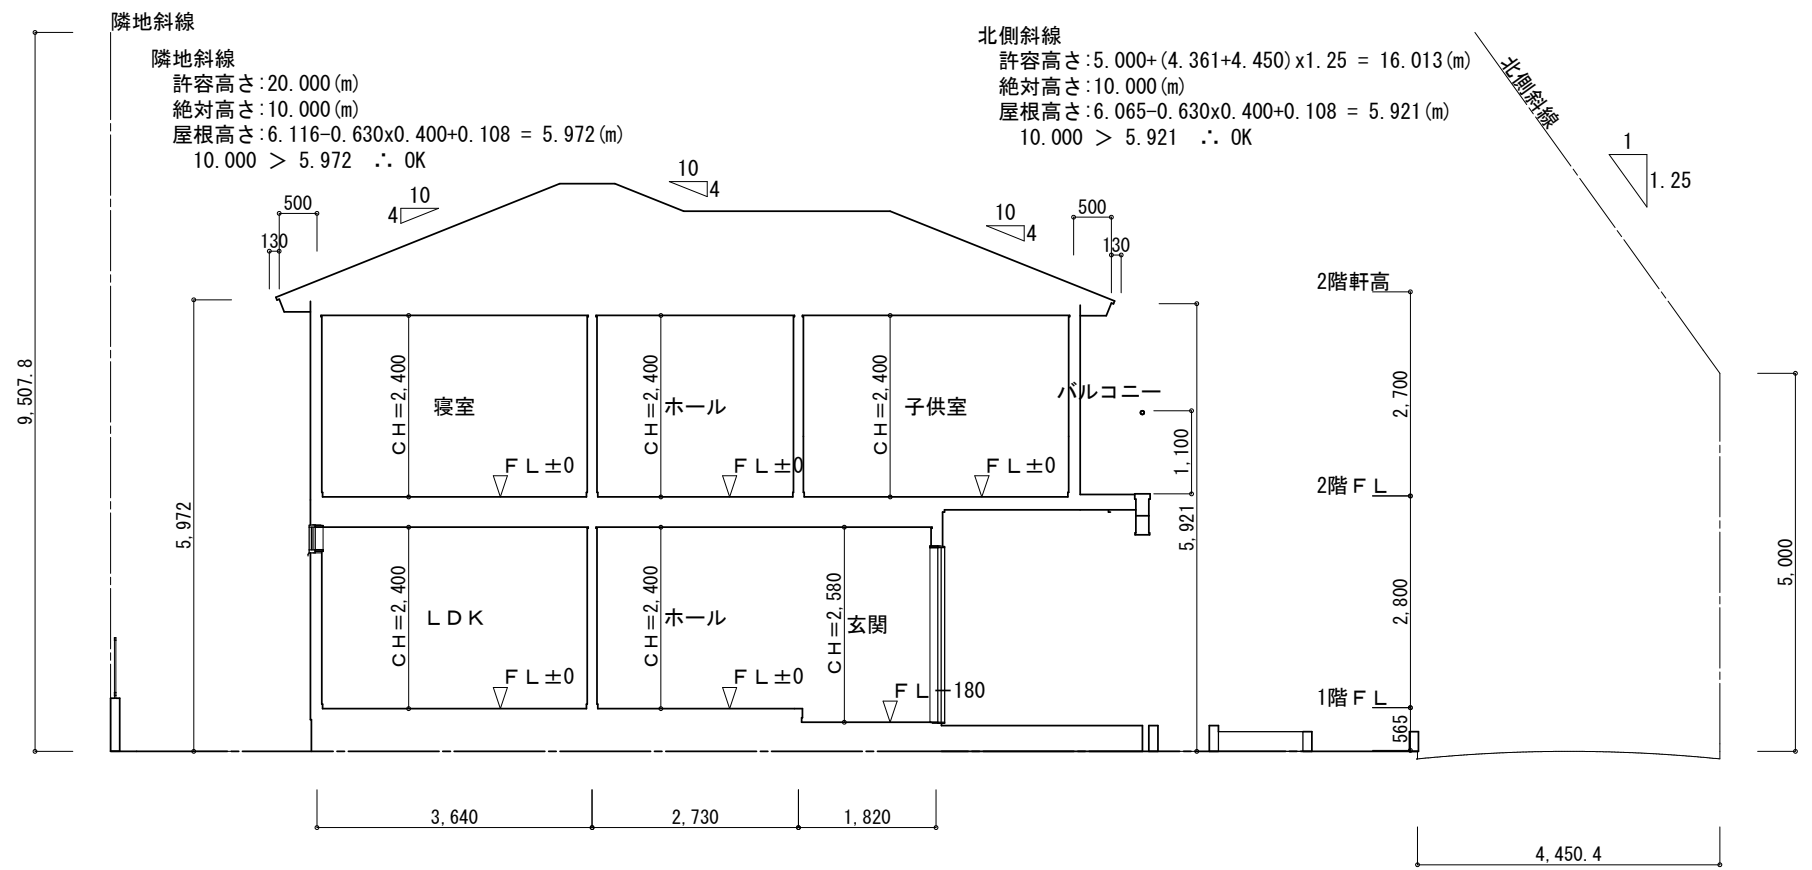 隣地斜線
隣地斜線
許容高さ:20.000(m)
絶対高さ:10.000(m)
屋根高さ:6.116-0.630x0.400+0.108 = 5.972(m)
10.000 > 5.972 ∴ OK
北側斜線
許容高さ:5.000+(4.361+4.450)x1.25 = 16.013(m)
絶対高さ:10.000(m)
屋根高さ:6.065-0.630x0.400+0.108 = 5.921(m)
10.000 > 5.921 ∴ OK
北側斜線
1
1.25
10
4
10
4
10
4
500
130
500
130
9,507.8
5,972
CH=2,400
寝室
FL±0
CH=2,400
ホール
FL±0
CH=2,400
子供室
FL±0
バルコニー
1,100
5,921
CH=2,400
LDK
FL±0
CH=2,400
ホール
FL±0
CH=2,580
玄関
FL-180
2階軒高
2,700
2階FL
2,800
1階FL
565
5,000
3,640
2,730
1,820
4,450.4